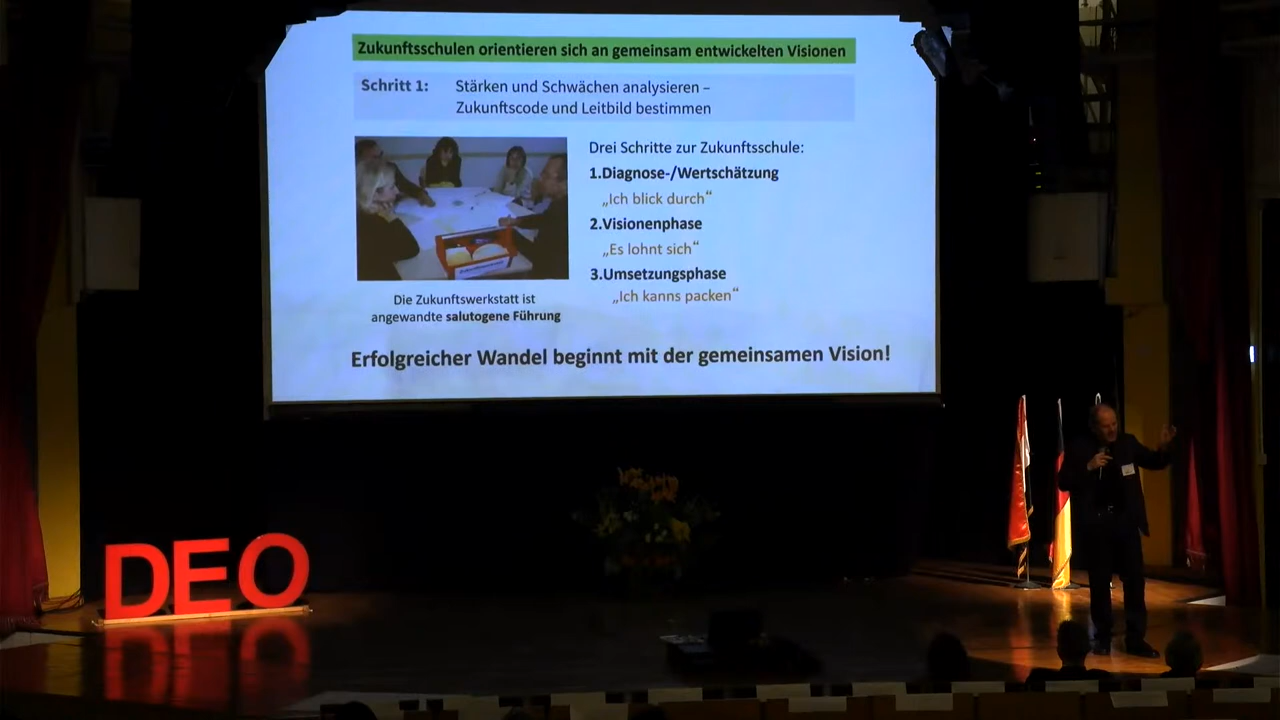 Zukunftsschulen orientieren sich an gemeinsam entwickelten Visionen
Schritt 1: Stärken und Schwächen analysieren –
Zukunftscode und Leitbild bestimmen
Drei Schritte zur Zukunftsschule:
1.Diagnose-/Wertschätzung
„Ich blick durch“
2.Visionenphase
„Es lohnt sich“
3.Umsetzungsphase
„Ich kanns packen“
Die Zukunftswerkstatt ist
angewandte salutogene Führung
Erfolgreicher Wandel beginnt mit der gemeinsamen Vision!
DEO